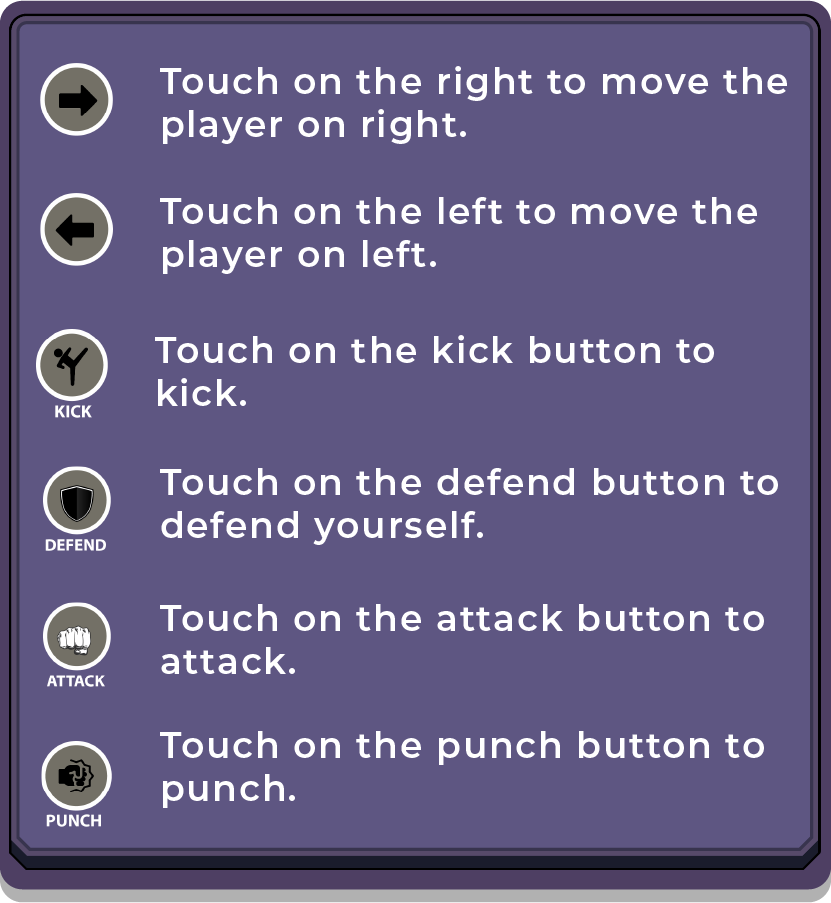 Touch on the right to move the
player on right.
Touch on the left to move the
player on left.
Touch on the kick button to
kick.
KICK
Touch on the defend button to
defend yourself.
DEFEND
Touch on the attack button to
attack.
ATTACK
Touch on the punch button to
punch.
PUNCH